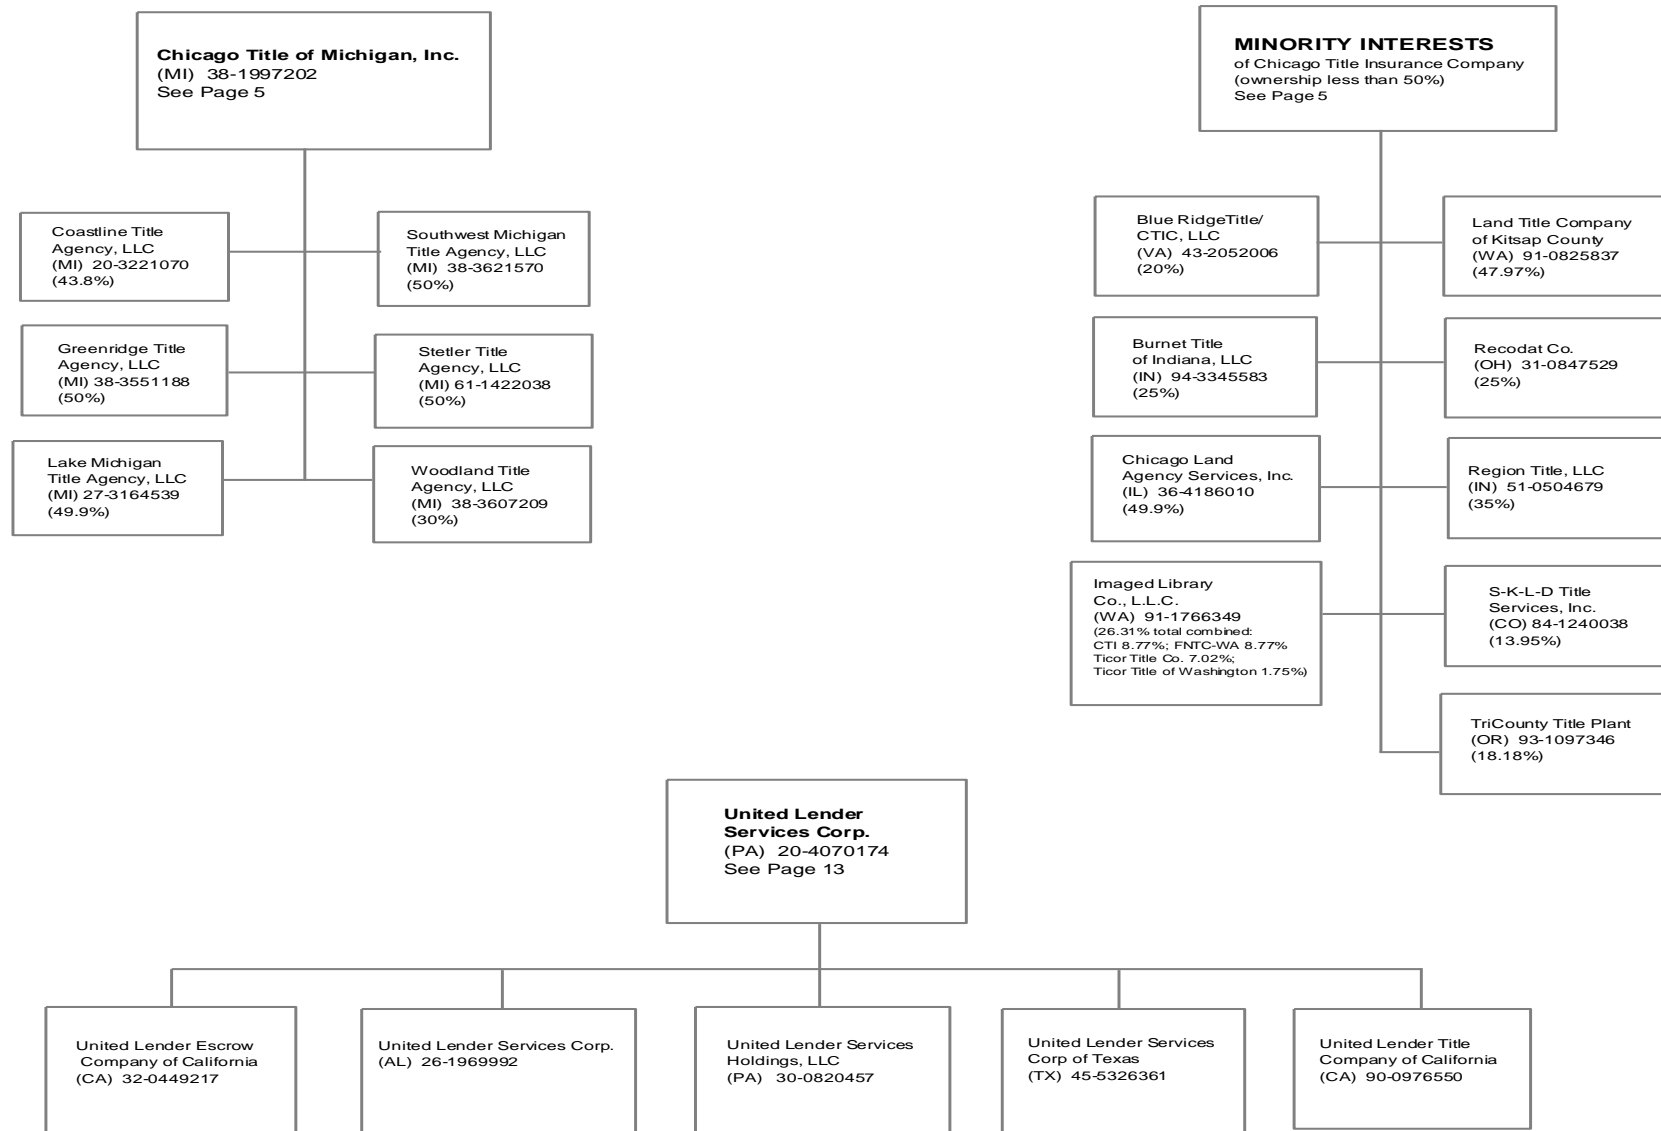 Chicago Title of Michigan, Inc.
(MI) 38-1997202
See Page 5
Coastline Title
Agency, LLC
(MI) 20-3221070
(43.8%)
Southwest Michigan
Title Agency, LLC
(MI) 38-3621570
(50%)
Greenridge Title
Agency, LLC
(MI) 38-3551188
(50%)
Stetler Title
Agency, LLC
(MI) 61-1422038
(50%)
Lake Michigan
Title Agency, LLC
(MI) 27-3164539
(49.9%)
Woodland Title
Agency, LLC
(MI) 38-3607209
(30%)
MINORITY INTERESTS
of Chicago Title Insurance Company
(ownership less than 50%)
See Page 5
Blue RidgeTitle/
CTIC, LLC
(VA) 43-2052006
(20%)
Land Title Company
of Kitsap County
(WA) 91-0825837
(47.97%)
Burnet Title
of Indiana, LLC
(IN) 94-3345583
(25%)
Recodat Co.
(OH) 31-0847529
(25%)
Chicago Land
Agency Services, Inc.
(IL) 36-4186010
(49.9%)
Region Title, LLC
(IN) 51-0504679
(35%)
Imaged Library
Co., L.L.C.
(WA) 91-1766349
(26.31% total combined:
CTI 8.77%; FNTC-WA 8.77%
Ticor Title Co. 7.02%;
Ticor Title of Washington 1.75%)
S-K-L-D Title
Services, Inc.
(CO) 84-1240038
(13.95%)
TriCounty Title Plant
(OR) 93-1097346
(18.18%)
United Lender
Services Corp.
(PA) 20-4070174
See Page 13
United Lender Escrow
Company of California
(CA) 32-0449217
United Lender Services Corp.
(AL) 26-1969992
United Lender Services
Holdings, LLC
(PA) 30-0820457
United Lender Services
Corp of Texas
(TX) 45-5326361
United Lender Title
Company of California
(CA) 90-0976550